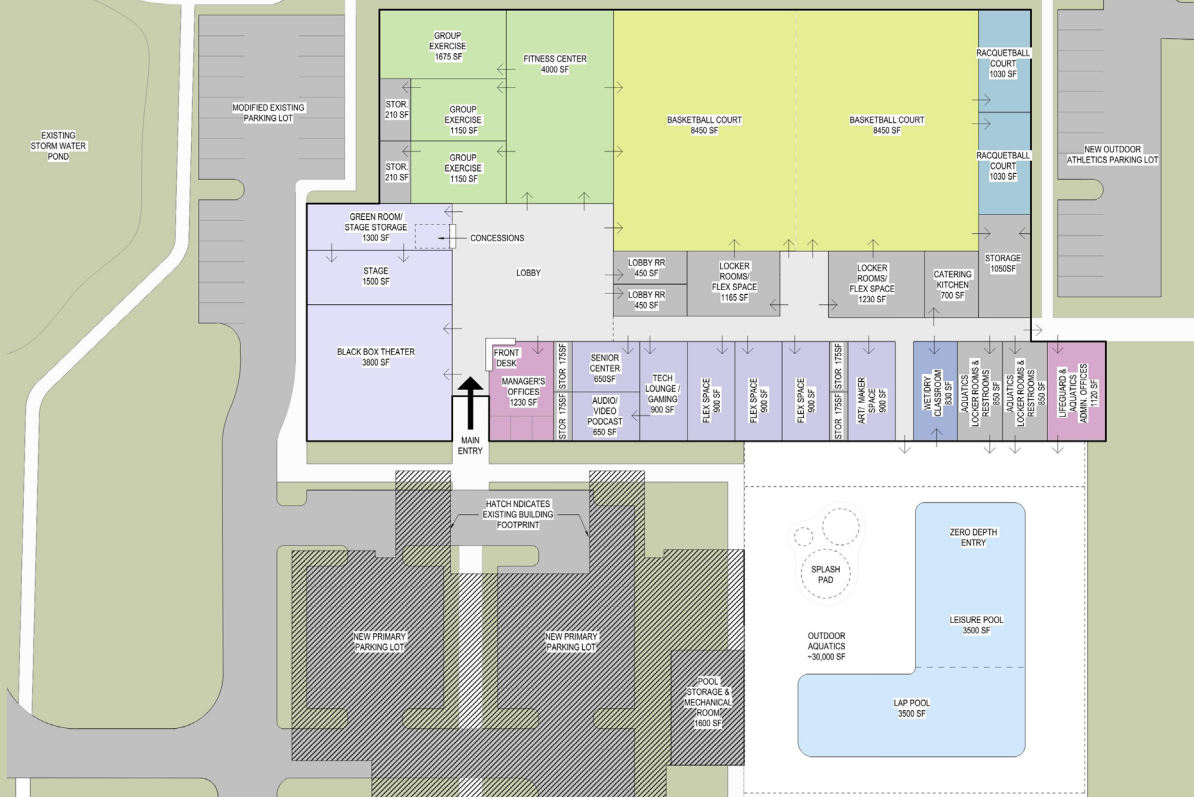 GROUP
EXERCISE
1675 SF
FITNESS CENTER
4000 SF
RACQUETBALL
COURT
1030 SF
STOR.
210 SF
MODIFIED EXISTING
PARKING LOT
GROUP
EXERCISE
1150 SF
BASKETBALL COURT
8450 SF
BASKETBALL COURT
8450 SF
EXISTING
STORM WATER
POND
STOR.
210 SF
GROUP
EXERCISE
1150 SF
RACQUETBALL
COURT
1030 SF
NEW OUTDOOR
ATHLETICS PARKING LOT
GREEN ROOM/
STAGE STORAGE
1300 SF
CONCESSIONS
STAGE
1500 SF
LOBBY
LOBBY RR
450 SF
LOBBY RR
450 SF
LOCKER
ROOMS/
FLEX SPACE
1165 SF
LOCKER
ROOMS/
FLEX SPACE
1230 SF
CATERING
KITCHEN
700 SF
STORAGE
1050SF
BLACK BOX THEATER
3800 SF
FRONT
DESK
MANAGER'S
OFFICES
1230 SF
STOR 175SF
STOR 175SF
SENIOR
CENTER
650SF
AUDIO/
VIDEO
PODCAST
650 SF
TECH
LOUNGE /
GAMING
900 SF
FLEX SPACE
900 SF
FLEX SPACE
900 SF
FLEX SPACE
900 SF
STOR 175SF
STOR 175SF
ART/ MAKER
SPACE
900 SF
WET/DRY
CLASSROOM
830 SF
AQUATICS
LOCKER ROOMS &
RESTROOMS
850 SF
AQUATICS
LOCKER ROOMS &
RESTROOMS
850 SF
LIFEGUARD &
AQUATICS
ADMIN. OFFICES
1120 SF
MAIN
ENTRY
HATCH NDICATES
EXISTING BUILDING
FOOTPRINT
ZERO DEPTH
ENTRY
SPLASH
PAD
LEISURE POOL
3500 SF
NEW PRIMARY
PARKING LOT
NEW PRIMARY
PARKING LOT
OUTDOOR
AQUATICS
~30,000 SF
POOL
STORAGE &
MECHANICAL
ROOM
1600 SF
LAP POOL
3500 SF